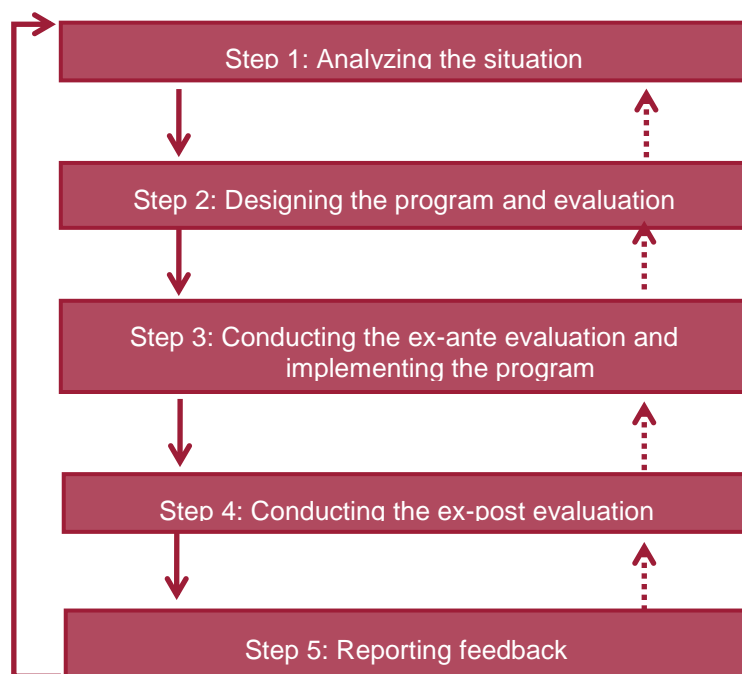 Step 1: Analyzing the situation
Step 2: Designing the program and evaluation
Step 3: Conducting the ex-ante evaluation and
implementing the program
Step 4: Conducting the ex-post evaluation
Step 5: Reporting feedback